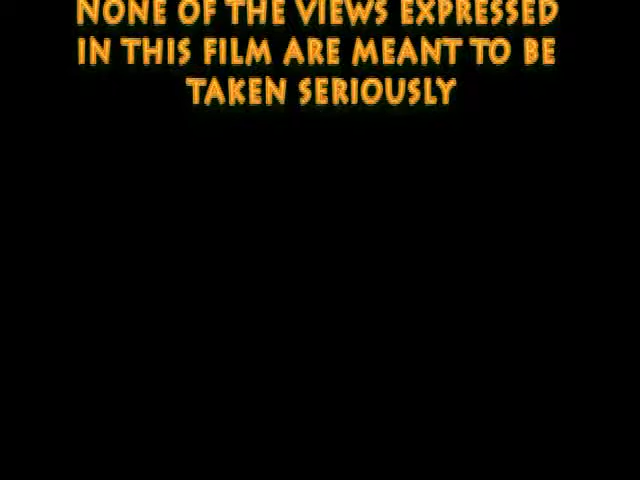 NONE OF THE VIEWS EXPRESSED
IN THIS FILM ARE MEANT TO BE
TAKEN SERIOUSLY